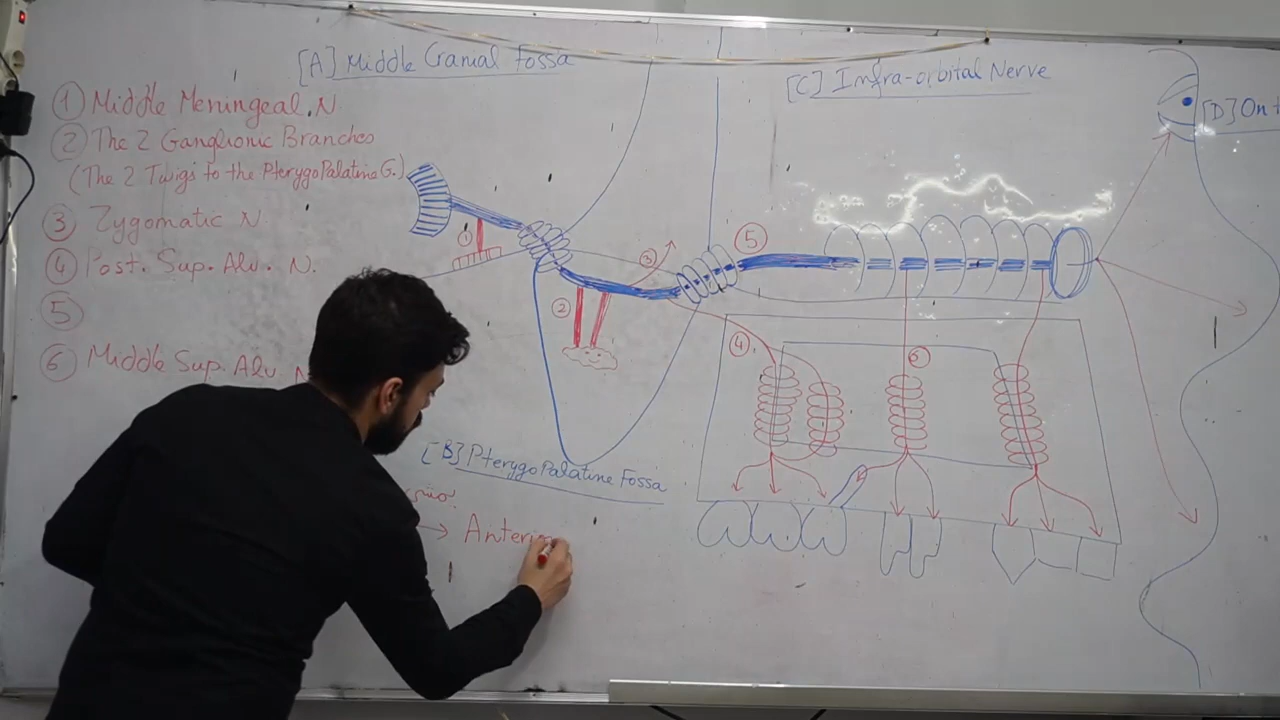 [A] Middle Cranial Fossa
[C] Infra-orbital Nerve
[D] On
① Middle Meningeal N
② The 2 Ganglionic Branches
(The 2 Twigs to the PterygoPalatine G.)
③ Zygomatic N.
④ Post. Sup. Alv. N.
⑤
⑥ Middle Sup. Alv. N
①
②
③
⑤
④
⑥
[B] PterygoPalatine Fossa
→ Anterio